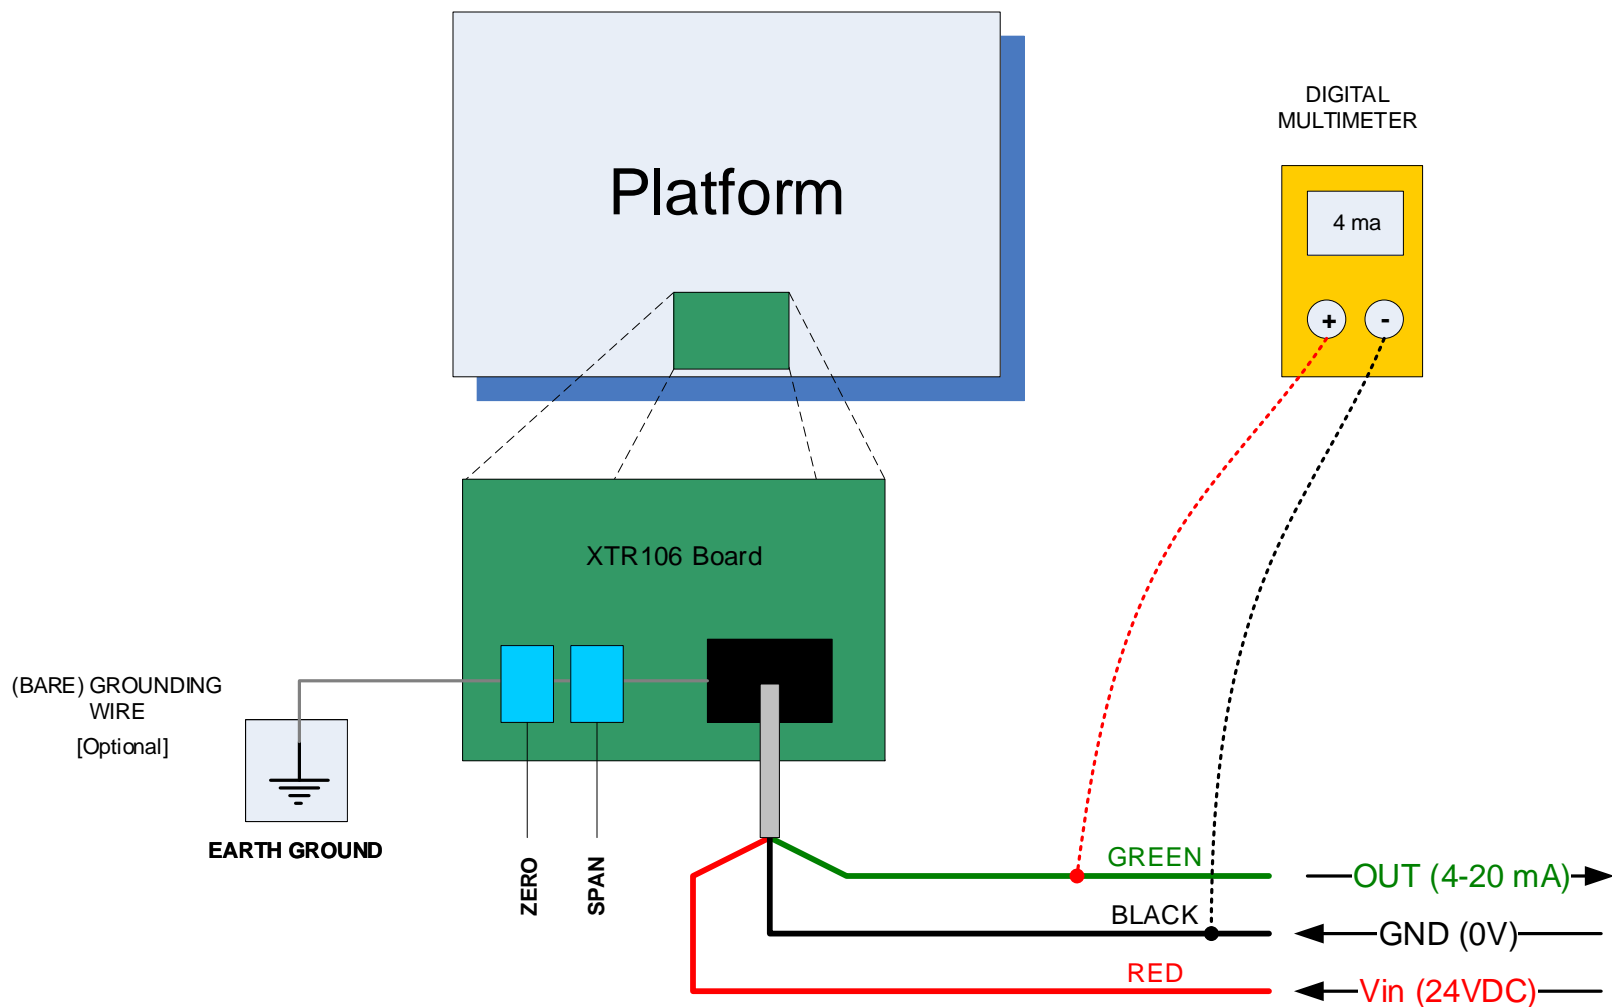 Platform
DIGITAL
MULTIMETER
4 ma
+ -
XTR106 Board
(BARE) GROUNDING
WIRE
[Optional]
EARTH GROUND
ZERO
SPAN
GREEN
OUT (4-20 mA)
BLACK
GND (0V)
RED
Vin (24VDC)